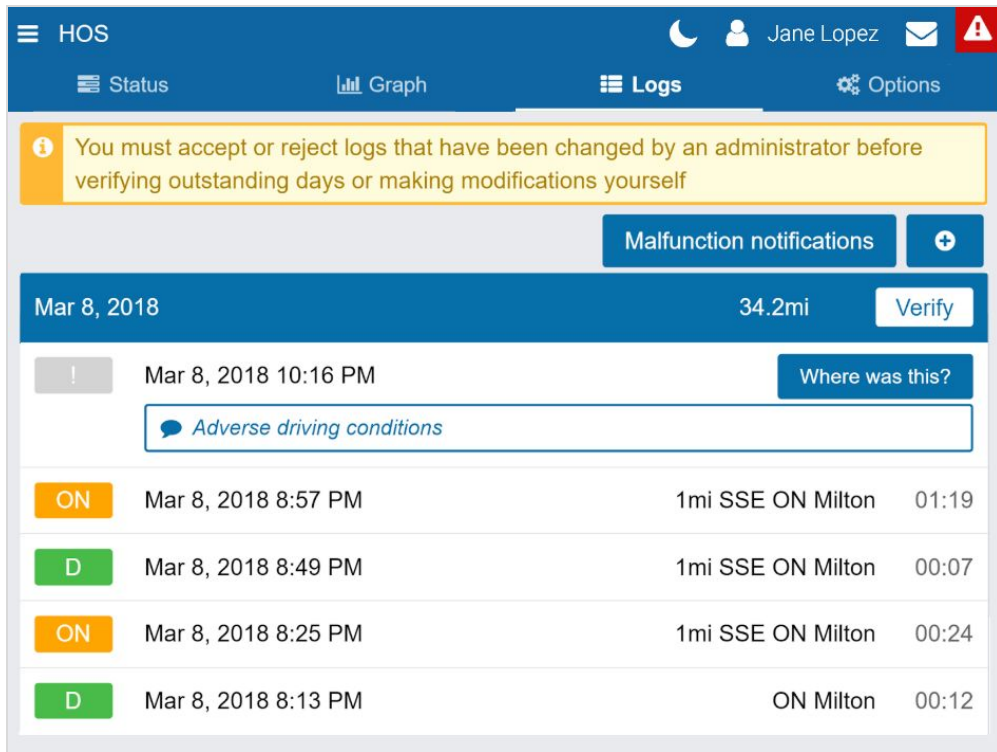 HOS Jane Lopez
Status Graph Logs Options
You must accept or reject logs that have been changed by an administrator before
verifying outstanding days or making modifications yourself
Malfunction notifications
Mar 8, 2018 34.2mi Verify
! Mar 8, 2018 10:16 PM Where was this?
Adverse driving conditions
ON Mar 8, 2018 8:57 PM 1mi SSE ON Milton 01:19
D Mar 8, 2018 8:49 PM 1mi SSE ON Milton 00:07
ON Mar 8, 2018 8:25 PM 1mi SSE ON Milton 00:24
D Mar 8, 2018 8:13 PM ON Milton 00:12